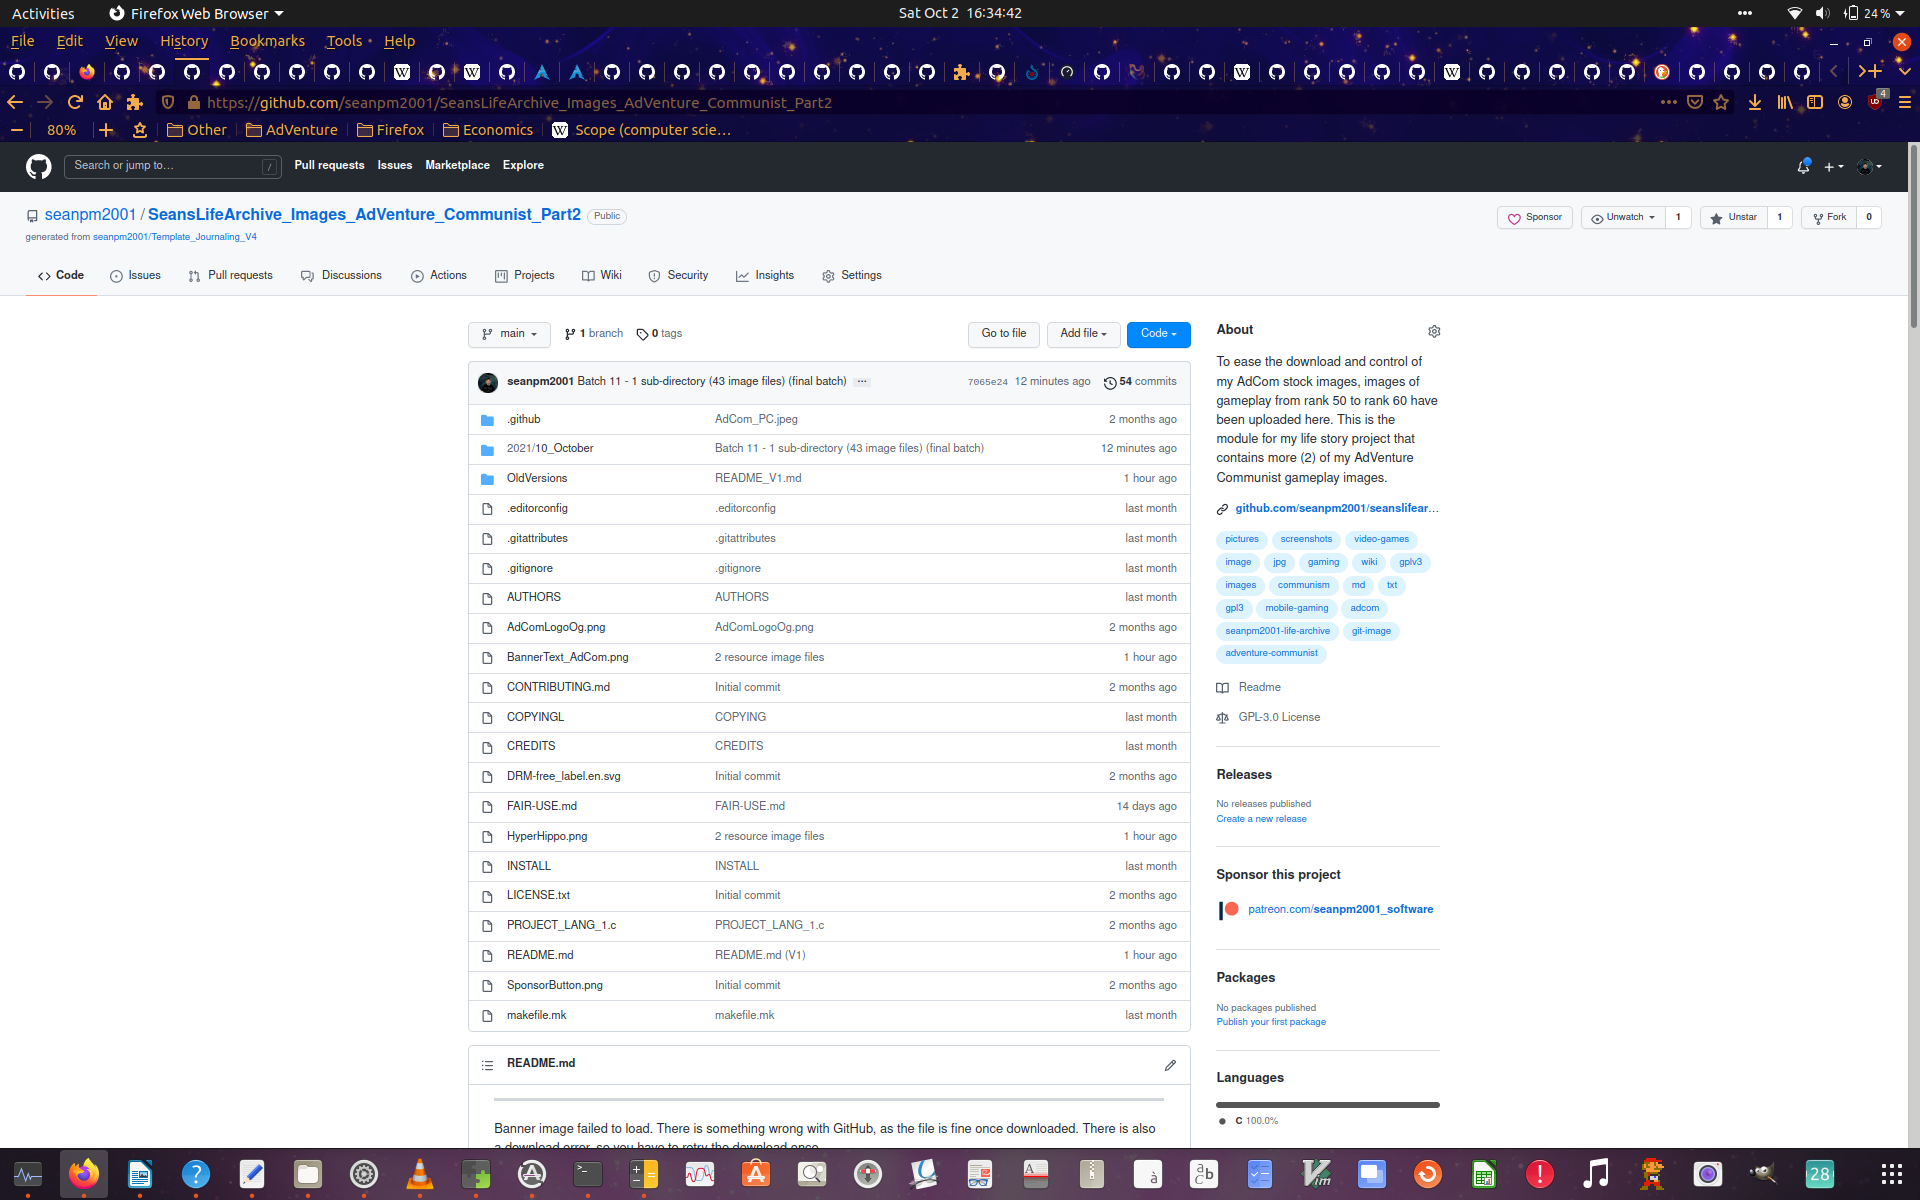 Activities Firefox Web Browser Sat Oct 2 16:34:42 24 %
File Edit View History Bookmarks Tools Help
https://github.com/seanpm2001/SeansLifeArchive_Images_AdVenture_Communist_Part2 4
80% Other AdVenture Firefox Economics Scope (computer scie…
Search or jump to… / Pull requests Issues Marketplace Explore
seanpm2001 / SeansLifeArchive_Images_AdVenture_Communist_Part2 Public Sponsor Unwatch 1 Unstar 1 Fork 0
generated from seanpm2001/Template_Journaling_V4
Code Issues Pull requests Discussions Actions Projects Wiki Security Insights Settings
main 1 branch 0 tags Go to file Add file Code
seanpm2001 Batch 11 - 1 sub-directory (43 image files) (final batch) ... 7065e24 12 minutes ago 54 commits
.github AdCom_PC.jpeg 2 months ago
2021/10_October Batch 11 - 1 sub-directory (43 image files) (final batch) 12 minutes ago
OldVersions README_V1.md 1 hour ago
.editorconfig .editorconfig last month
.gitattributes .gitattributes last month
.gitignore .gitignore last month
AUTHORS AUTHORS last month
AdComLogoOg.png AdComLogoOg.png 2 months ago
BannerText_AdCom.png 2 resource image files 1 hour ago
CONTRIBUTING.md Initial commit 2 months ago
COPYINGL COPYING last month
CREDITS CREDITS last month
DRM-free_label.en.svg Initial commit 2 months ago
FAIR-USE.md FAIR-USE.md 14 days ago
HyperHippo.png 2 resource image files 1 hour ago
INSTALL INSTALL last month
LICENSE.txt Initial commit 2 months ago
PROJECT_LANG_1.c PROJECT_LANG_1.c 2 months ago
README.md README.md (V1) 1 hour ago
SponsorButton.png Initial commit 2 months ago
makefile.mk makefile.mk last month
README.md
Banner image failed to load. There is something wrong with GitHub, as the file is fine once downloaded. There is also
a download error, so you have to retry the download once
About
To ease the download and control of
my AdCom stock images, images of
gameplay from rank 50 to rank 60 have
been uploaded here. This is the
module for my life story project that
contains more (2) of my AdVenture
Communist gameplay images.
github.com/seanpm2001/seanslifear…
pictures screenshots video-games
image jpg gaming wiki gplv3
images communism md txt
gpl3 mobile-gaming adcom
seanpm2001-life-archive git-image
adventure-communist
Readme
GPL-3.0 License
Releases
No releases published
Create a new release
Sponsor this project
patreon.com/seanpm2001_software
Packages
No packages published
Publish your first package
Languages
C 100.0%
28